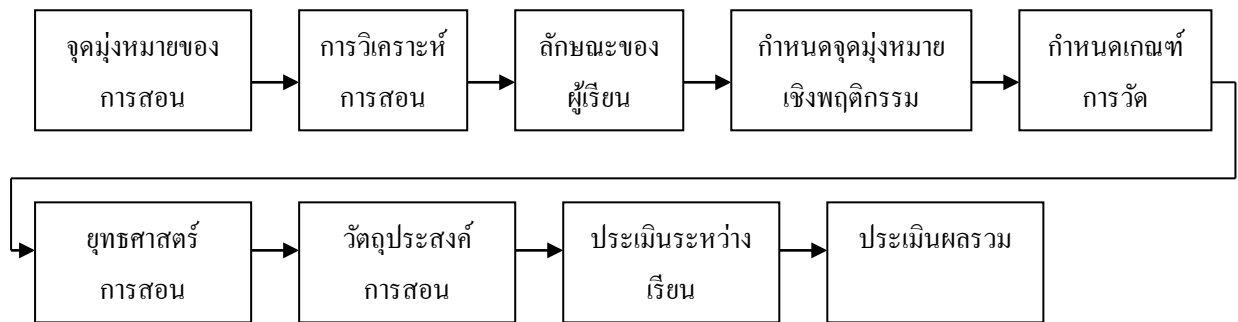 จุดมุ่งหมายของ
การสอน
การวิเคราะห์
การสอน
ลักษณะของ
ผู้เรียน
กำหนดจุดมุ่งหมาย
เชิงพฤติกรรม
กำหนดเกณฑ์
การวัด
ยุทธศาสตร์
การสอน
วัตถุประสงค์
การสอน
ประเมินระหว่าง
เรียน
ประเมินผลรวม